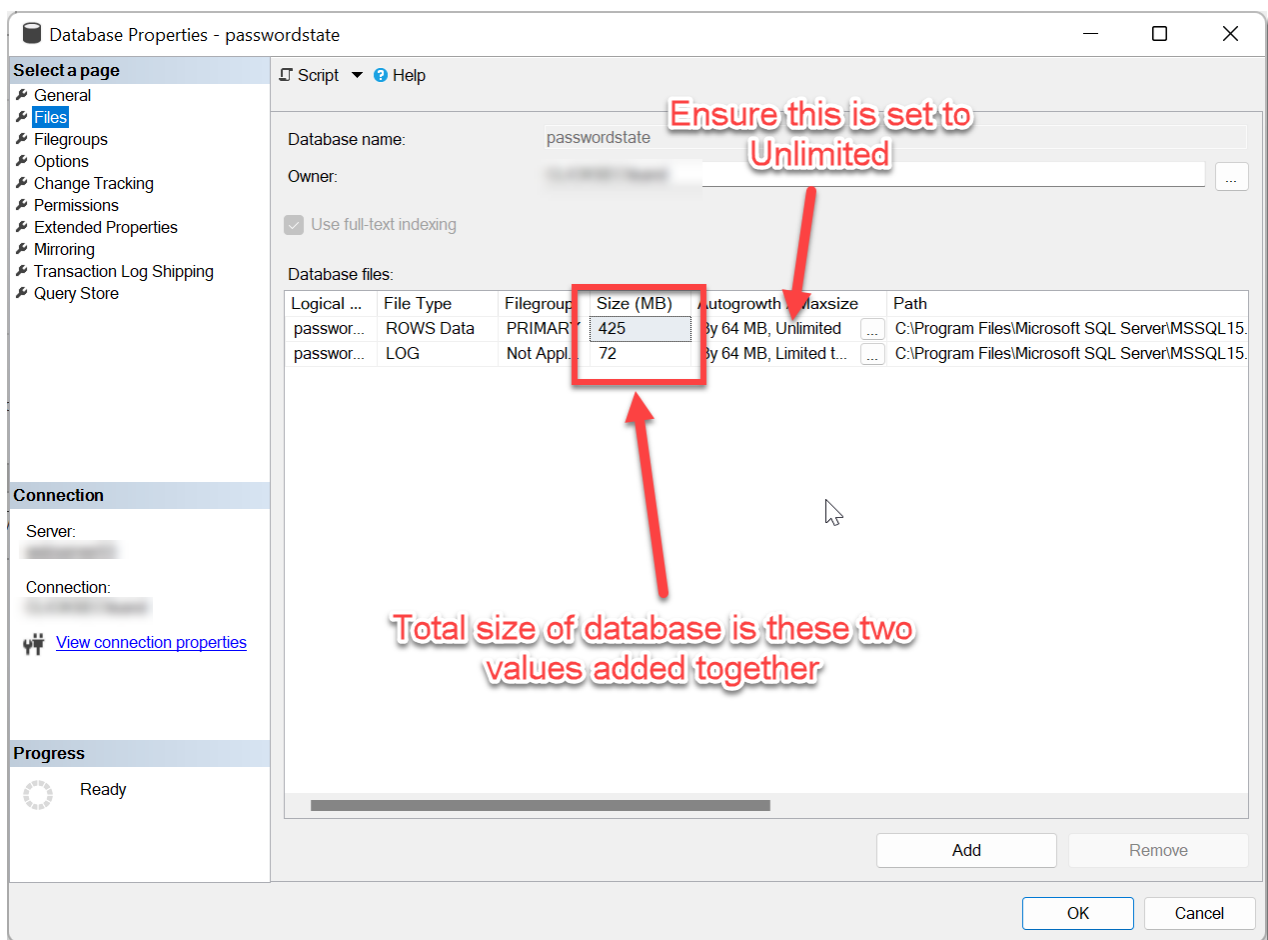 Database Properties - passwordstate
Select a page
General
Files
Filegroups
Options
Change Tracking
Permissions
Extended Properties
Mirroring
Transaction Log Shipping
Query Store
Connection
Server:
Connection:
View connection properties
Progress
Ready
Script Help
Ensure this is set to
Unlimited
Database name: passwordstate
Owner: ...
Use full-text indexing
Database files:
Logical ... File Type Filegroup Size (MB) Autogrowth Maxsize Path
passwor... ROWS Data PRIMARY 425 By 64 MB, Unlimited ... C:\Program Files\Microsoft SQL Server\MSSQL15.
passwor... LOG Not Appl... 72 By 64 MB, Limited t... ... C:\Program Files\Microsoft SQL Server\MSSQL15.
Total size of database is these two
values added together
Add Remove
OK Cancel